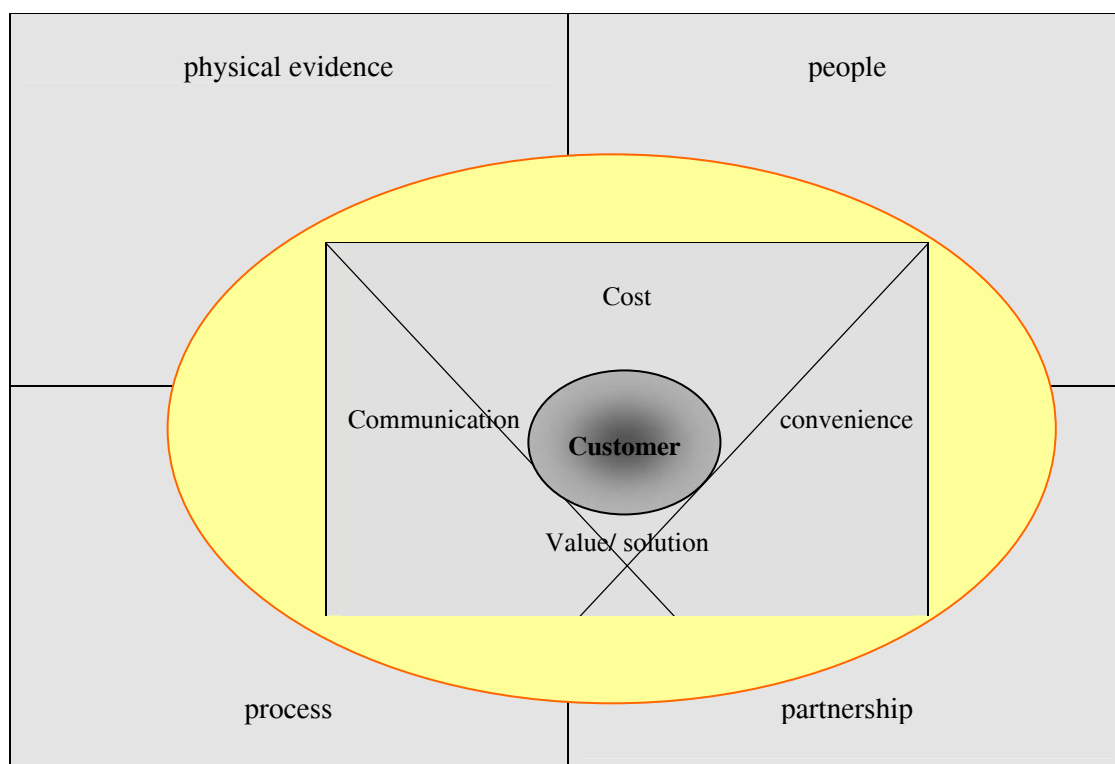 physical evidence
people
Cost
Communication
convenience
Customer
Value/ solution
process
partnership